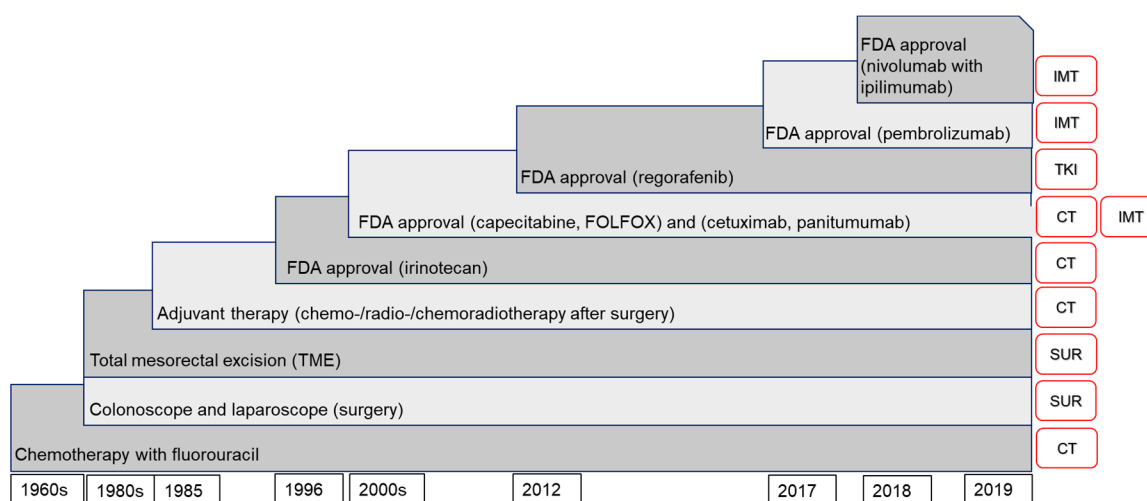 FDA approval
(nivolumab with
ipilimumab)
IMT
FDA approval (pembrolizumab)
IMT
FDA approval (regorafenib)
TKI
FDA approval (capecitabine, FOLFOX) and (cetuximab, panitumumab)
CT
IMT
FDA approval (irinotecan)
CT
Adjuvant therapy (chemo-/radio-/chemoradiotherapy after surgery)
CT
Total mesorectal excision (TME)
SUR
Colonoscope and laparoscope (surgery)
SUR
Chemotherapy with fluorouracil
CT
1960s
1980s
1985
1996
2000s
2012
2017
2018
2019